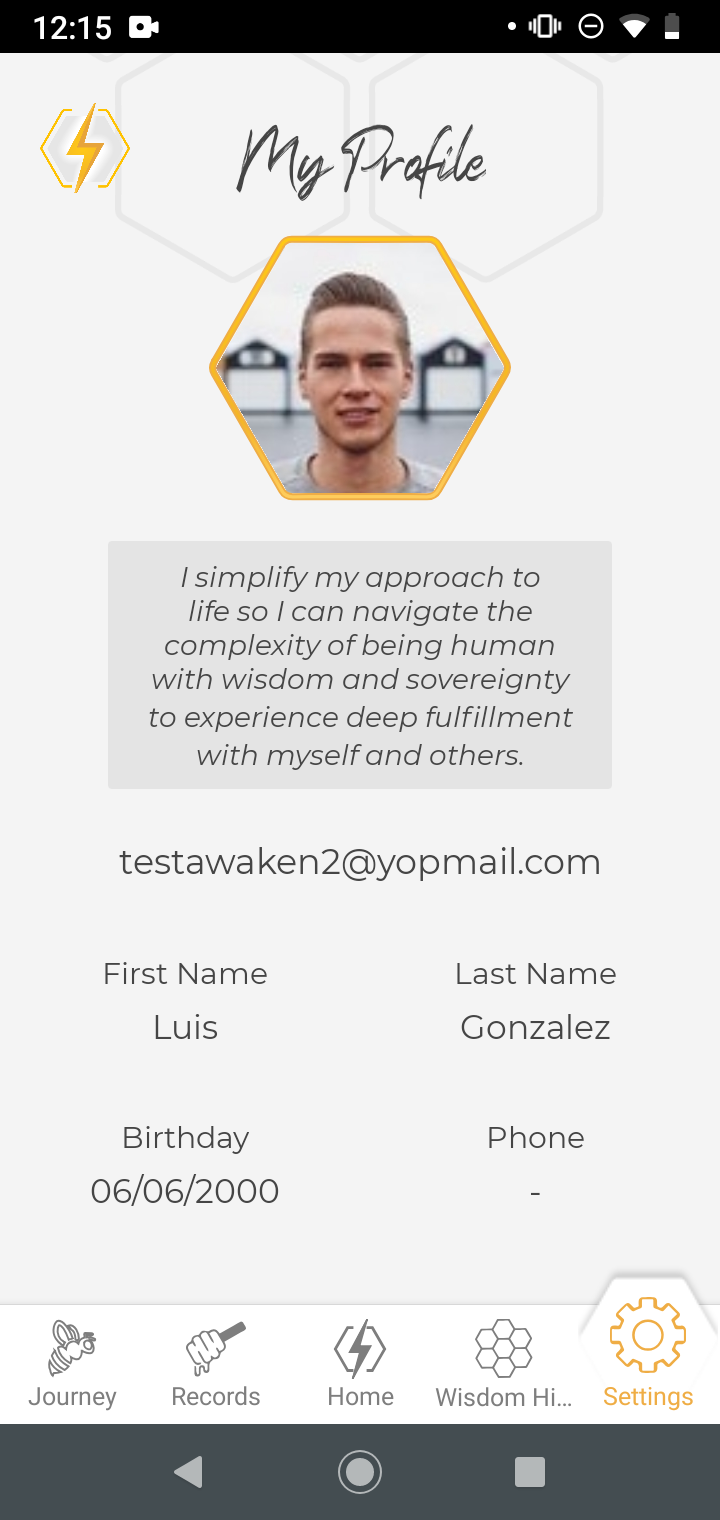 12:15
My Profile
I simplify my approach to
life so I can navigate the
complexity of being human
with wisdom and sovereignty
to experience deep fulfillment
with myself and others.
testawaken2@yopmail.com
First Name Last Name
Luis Gonzalez
Birthday Phone
06/06/2000 -
Journey Records Home Wisdom Hi... Settings